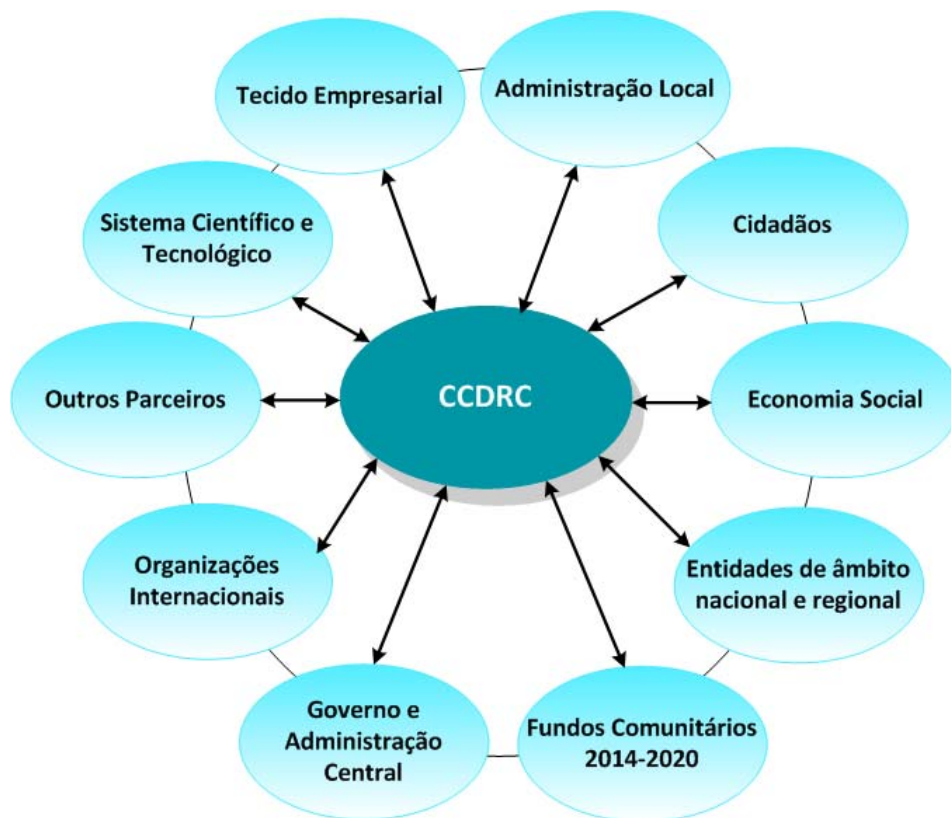 Tecido Empresarial
Administração Local
Cidadãos
Economia Social
Entidades de âmbito
nacional e regional
Fundos Comunitários
2014-2020
Governo e
Administração
Central
Organizações
Internacionais
Outros Parceiros
Sistema Científico e
Tecnológico
CCDRC